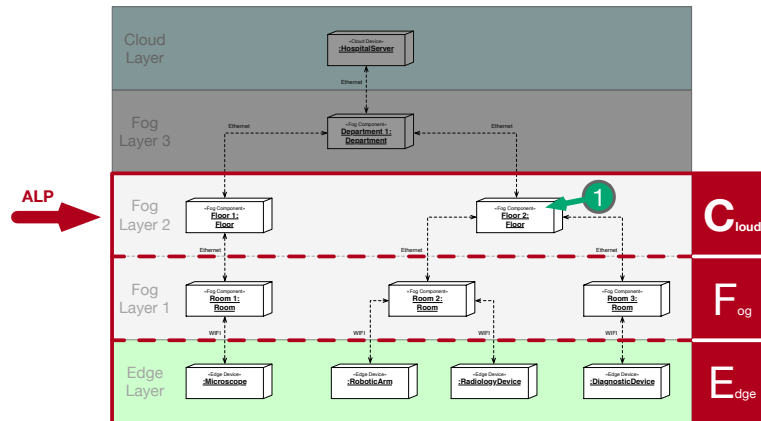 Cloud
Layer
«Cloud Device»
:HospitalServer
Ethernet
Fog
Layer 3
Ethernet
«Fog Component»
Department 1:
Department
Ethernet
ALP
Fog
Layer 2
«Fog Component»
Floor 1:
Floor
«Fog Component»
Floor 2:
Floor
1
Cloud
Ethernet
Ethernet
Ethernet
Fog
Layer 1
«Fog Component»
Room 1:
Room
«Fog Component»
Room 2:
Room
«Fog Component»
Room 3:
Room
Fog
WIFI
WIFI
WIFI
WIFI
Edge
Layer
«Edge Device»
:Microscope
«Edge Device»
:RoboticArm
«Edge Device»
:RadiologyDevice
«Edge Device»
:DiagnosticDevice
Edge